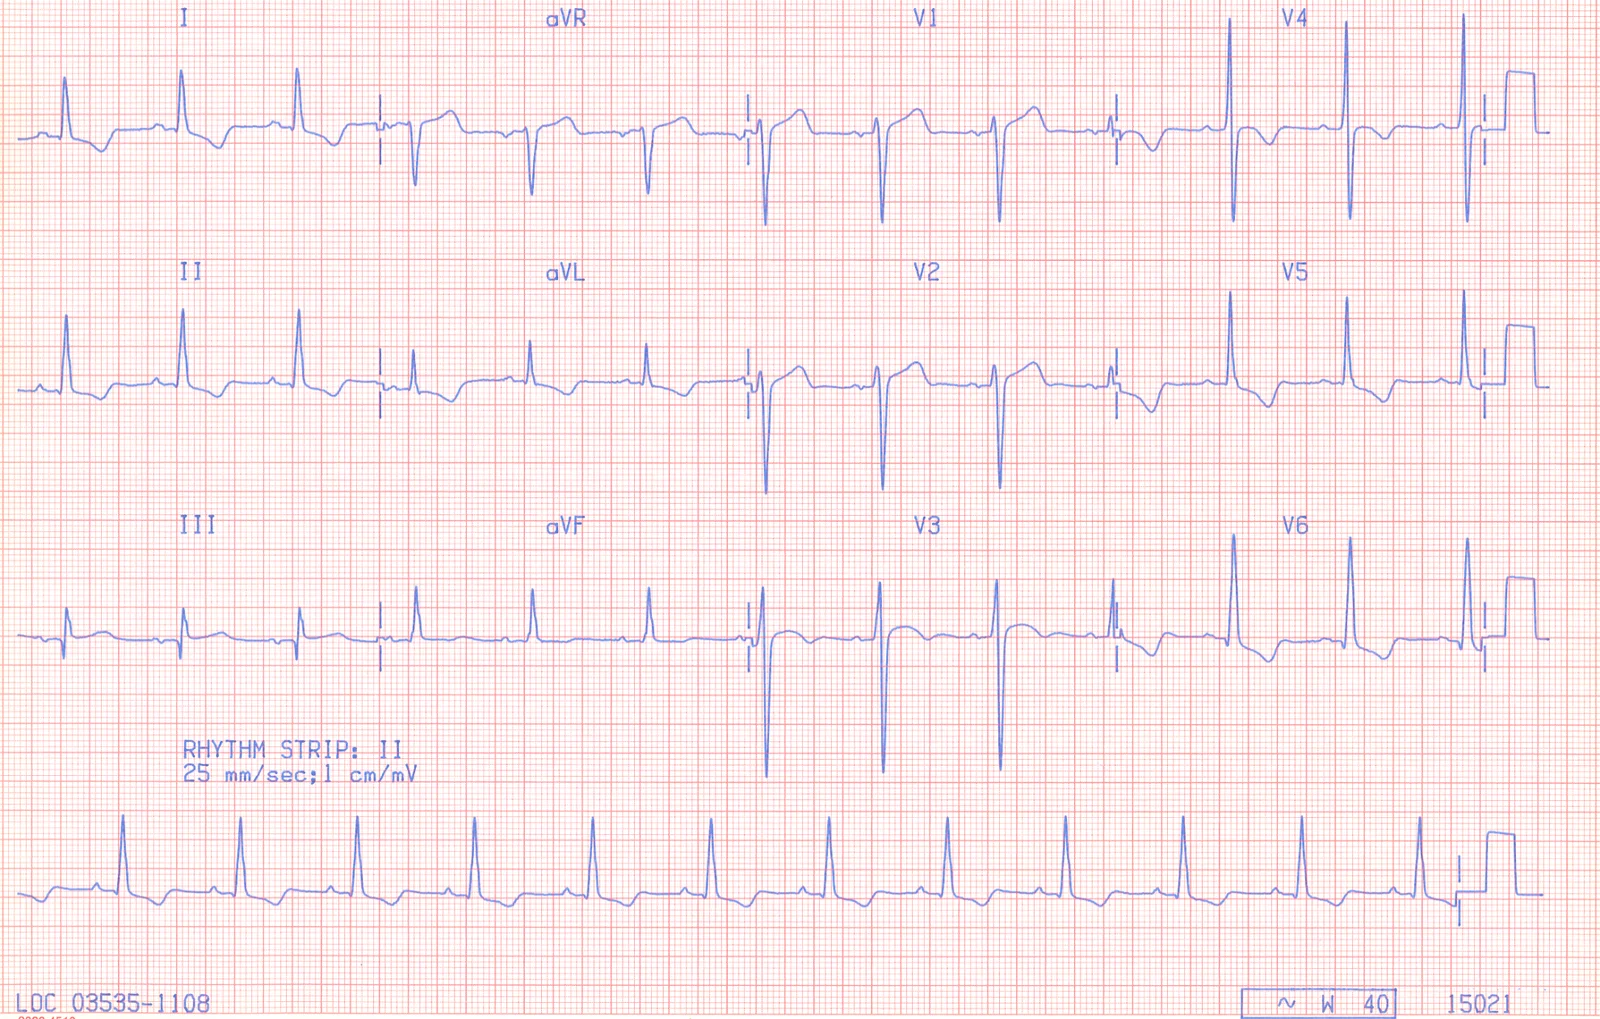 I aVR V1 V4
II aVL V2 V5
III aVF V3 V6
RHYTHM STRIP: II
25 mm/sec;1 cm/mV
LOC 03535-1108
~ W 40 15021